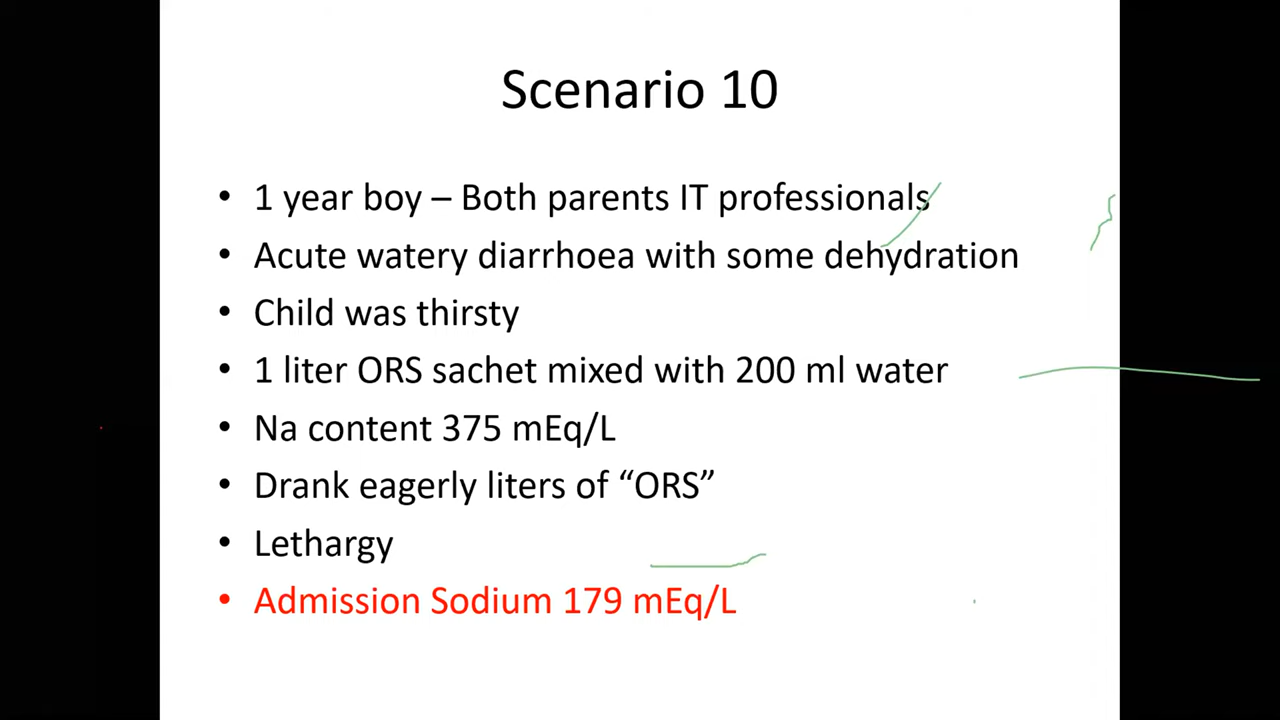 Scenario 10
• 1 year boy – Both parents IT professionals
• Acute watery diarrhoea with some dehydration
• Child was thirsty
• 1 liter ORS sachet mixed with 200 ml water
• Na content 375 mEq/L
• Drank eagerly liters of “ORS”
• Lethargy
• Admission Sodium 179 mEq/L